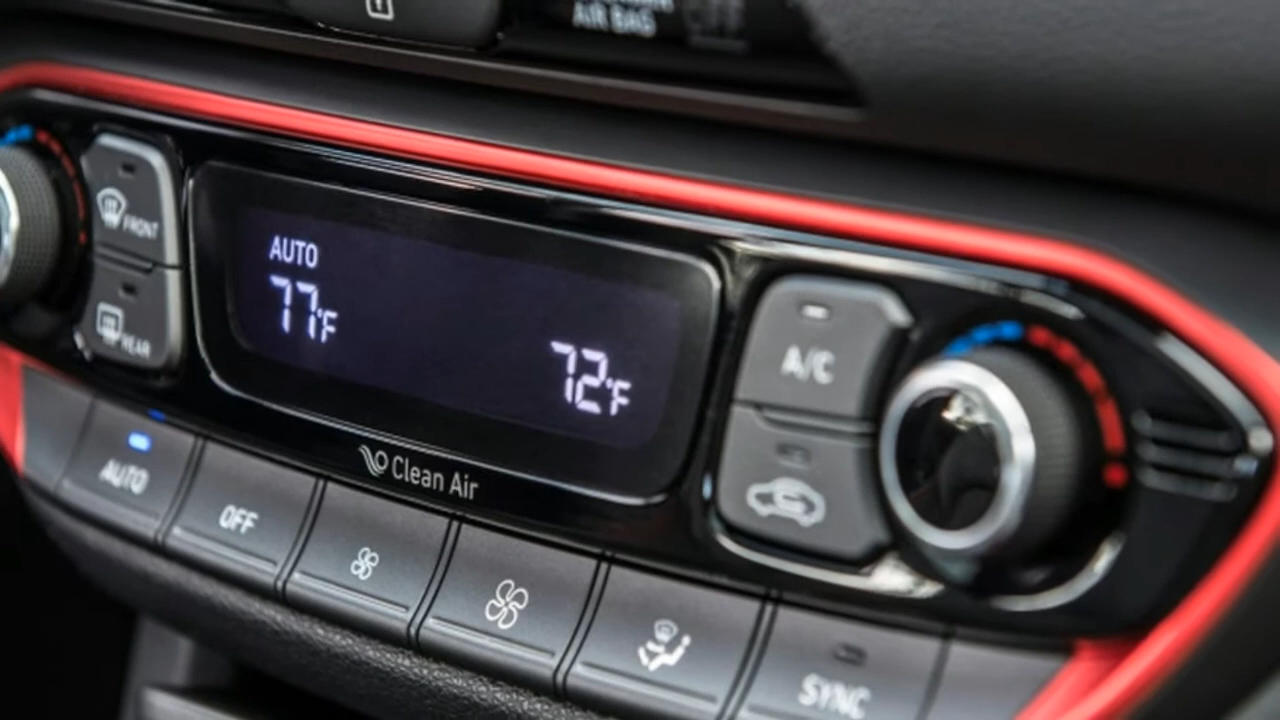 AIR BAG
FRONT
REAR
AUTO
77°F
72°F
Clean Air
A/C
AUTO
OFF
SYNC